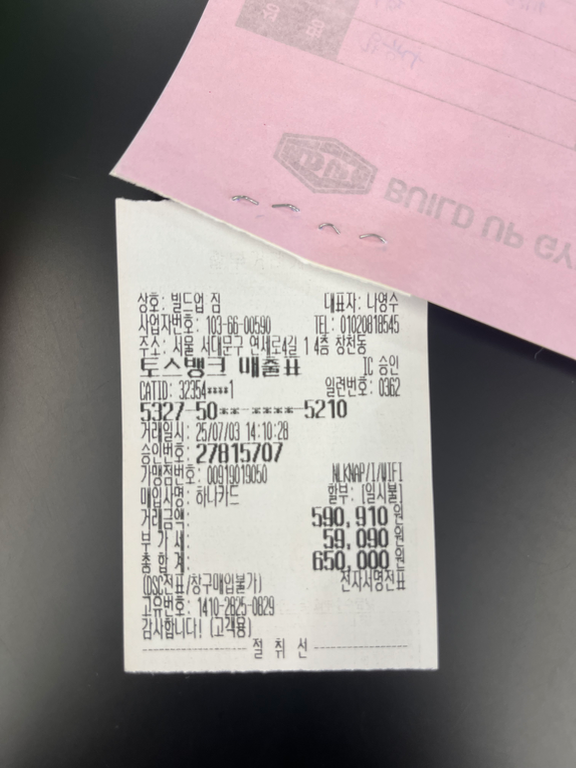 BUILD UP GY
상호: 빌드업 짐 대표자: 나영수
사업자번호: 103-66-00590 TEL: 01020818545
주소: 서울 서대문구 연세로4길 1 4층 창천동
토스뱅크 매출표 IC 승인
CATID: 32354****1 일련번호: 0362
5327-50**-****-5210
거래일시: 25/07/03 14:10:28
승인번호: 27815707
가맹점번호: 00919019050 NLKNAP/1/WIFI
매입사명: 하나카드 할부: [일시불]
거래금액: 590,910 원
부 가 세: 59,090 원
총 합 계: 650,000 원
(DSC전표/창구매입불가) 전자서명전표
고유번호: 1410-2825-0829
감사합니다! (고객용)
절 취 선